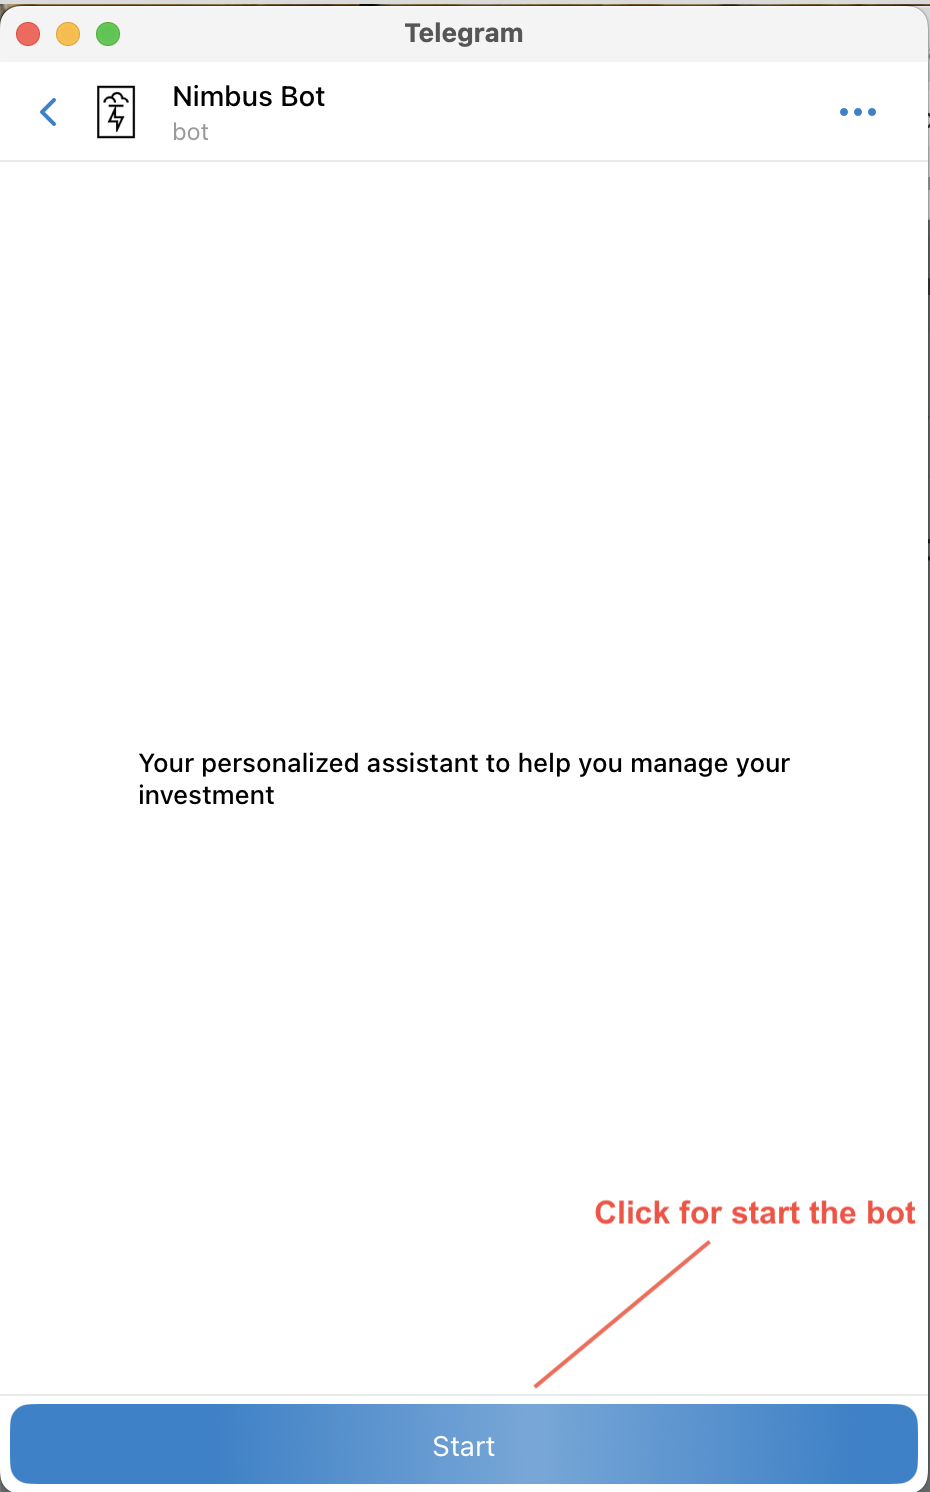 Telegram
Nimbus Bot
bot
Your personalized assistant to help you manage your
investment
Click for start the bot
Start